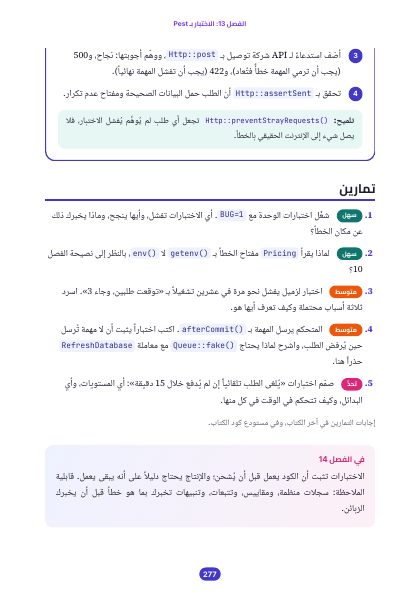 الفصل 13: الاختبار بـ Pest
3 أضف استدعاءً لـ API شركة توصيل بـ Http::post، ووهّم أجوبتها: نجاح، و500
(يجب أن ترمي المهمة خطأً فتُعاد)، و422 (يجب أن تفشل المهمة نهائياً).
4 تحقق بـ Http::assertSent أن الطلب حمل البيانات الصحيحة ومفتاح عدم تكرار.
تلميح: Http::preventStrayRequests() تجعل أي طلب لم يُوهَّم يُفشل الاختبار، فلا
يصل شيء إلى الإنترنت الحقيقي بالخطأ.
تمارين
1. سهل شغّل اختبارات الوحدة مع BUG=1. أي الاختبارات تفشل، وأيها ينجح، وماذا يخبرك ذلك
عن مكان الخطأ؟
2. سهل لماذا يقرأ Pricing مفتاح الخطأ بـ getenv() لا env()، بالنظر إلى نصيحة الفصل
10؟
3. متوسط اختبار لزميل يفشل نحو مرة في عشرين تشغيلاً بـ «توقعت طلبين، وجاء 3». اسرد
ثلاثة أسباب محتملة وكيف تعرف أيها هو.
4. متوسط المتحكم يرسل المهمة بـ afterCommit(). اكتب اختباراً يثبت أن لا مهمة تُرسل
حين يُرفض الطلب، واشرح لماذا يحتاج Queue::fake() مع معاملة RefreshDatabase
حذراً هنا.
5. تحدٍّ صمّم اختبارات «يُلغى الطلب تلقائياً إن لم يُدفع خلال 15 دقيقة»: أي المستويات، وأي
البدائل، وكيف تتحكم في الوقت في كل منها.
إجابات التمارين في آخر الكتاب، وفي مستودع كود الكتاب.
في الفصل 14
الاختبارات تثبت أن الكود يعمل قبل أن يُشحن؛ والإنتاج يحتاج دليلاً على أنه يبقى يعمل. قابلية
الملاحظة: سجلات منظمة، ومقاييس، وتتبعات، وتنبيهات تخبرك بما هو خطأ قبل أن يخبرك
الزبائن.
277